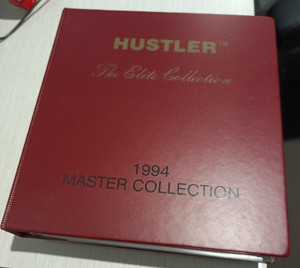 HUSTLER™
The Elite Collection
1994
MASTER COLLECTION